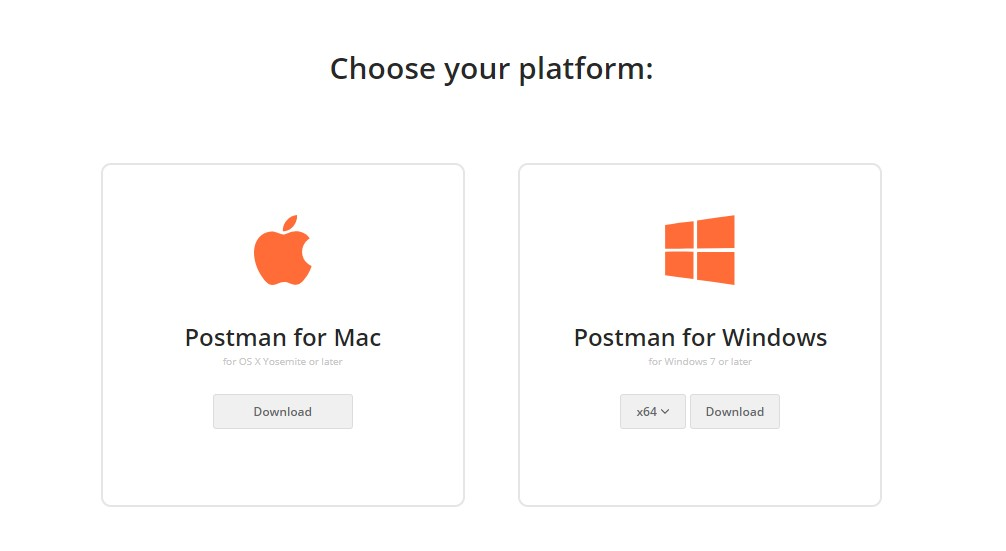 Choose your platform:
Postman for Mac
for OS X Yosemite or later
Download
Postman for Windows
for Windows 7 or later
x64
Download